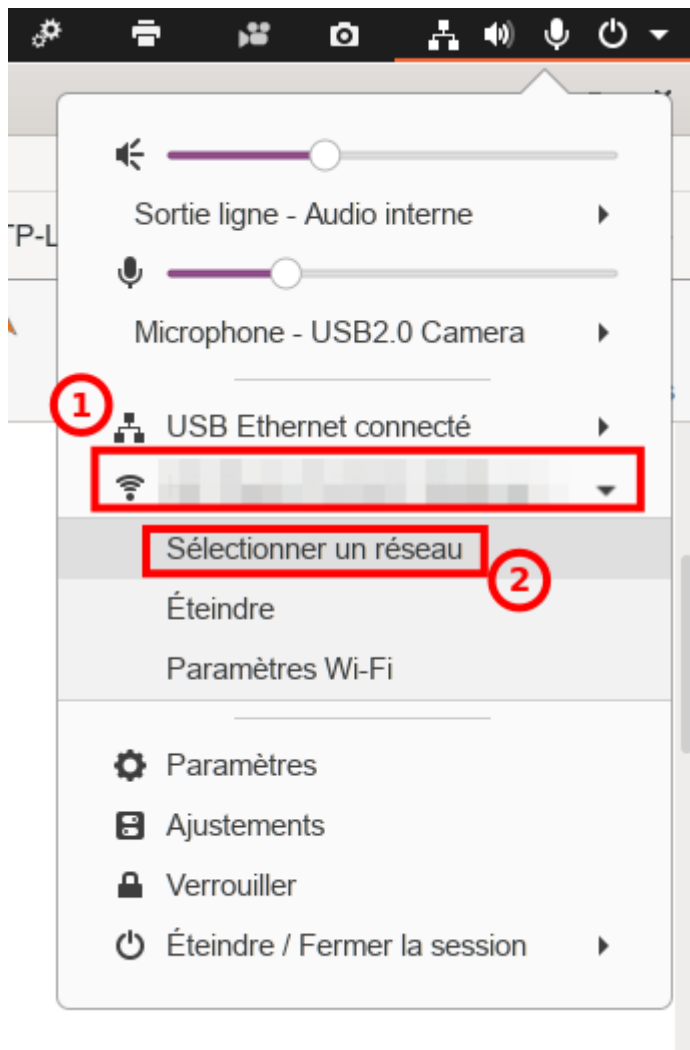 TP-L
Sortie ligne - Audio interne
Microphone - USB2.0 Camera
1
USB Ethernet connecté
Sélectionner un réseau
2
Éteindre
Paramètres Wi-Fi
Paramètres
Ajustements
Verrouiller
Éteindre / Fermer la session